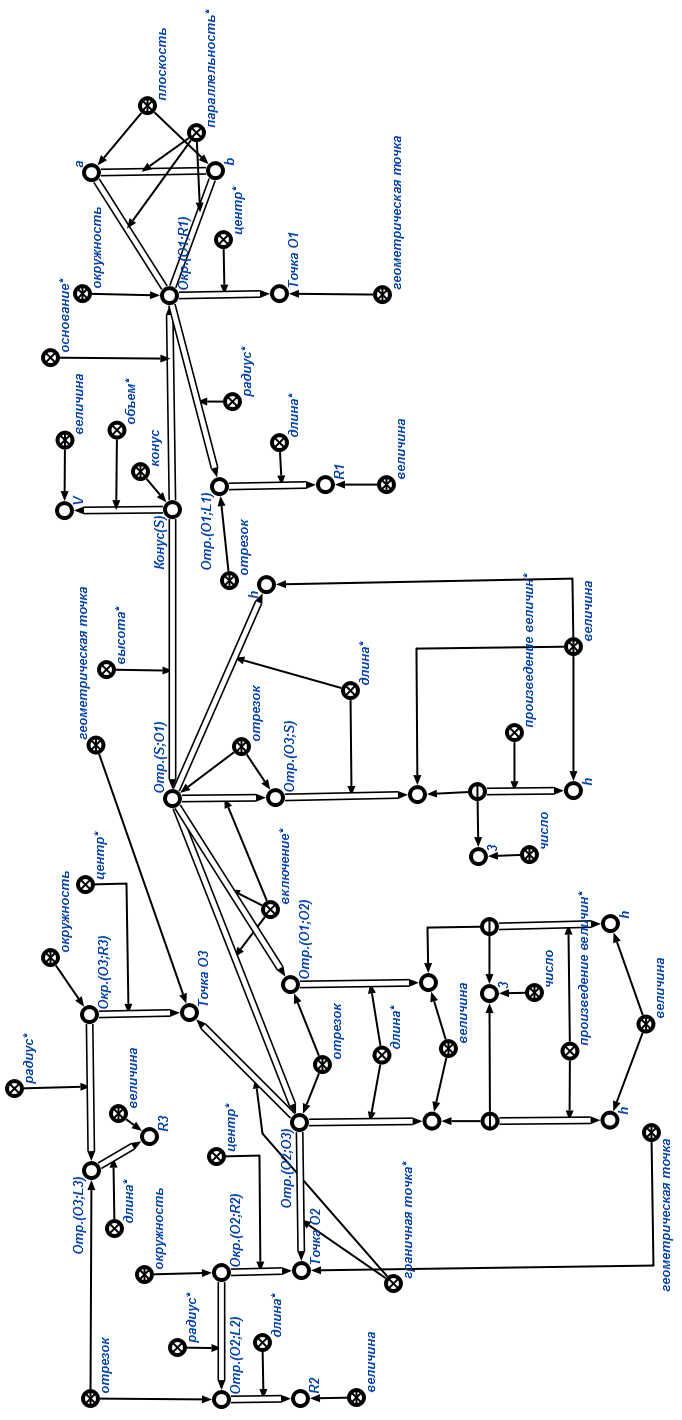 плоскость
параллельность*
a
b
окружность
Окр.(O1;R1)
центр*
Точка O1
геометрическая точка
основание*
величина
объем*
конус
V
Конус(S)
радиус*
длина*
R1
величина
Отр.(O1;L1)
отрезок
геометрическая точка
высота*
h
длина*
произведение величин*
величина
Отр.(S;O1)
отрезок
Отр.(O3;S)
h
3
число
окружность
центр*
Окр.(O3;R3)
Точка O3
включение*
Отр.(O1;O2)
отрезок
длина*
величина
3
число
произведение величин*
h
величина
радиус*
величина
R3
Отр.(O3;L3)
длина*
Отр.(O2;O3)
h
центр*
окружность
Окр.(O2;R2)
Точка O2
граничная точка*
геометрическая точка
отрезок
радиус*
Отр.(O2;L2)
длина*
R2
величина